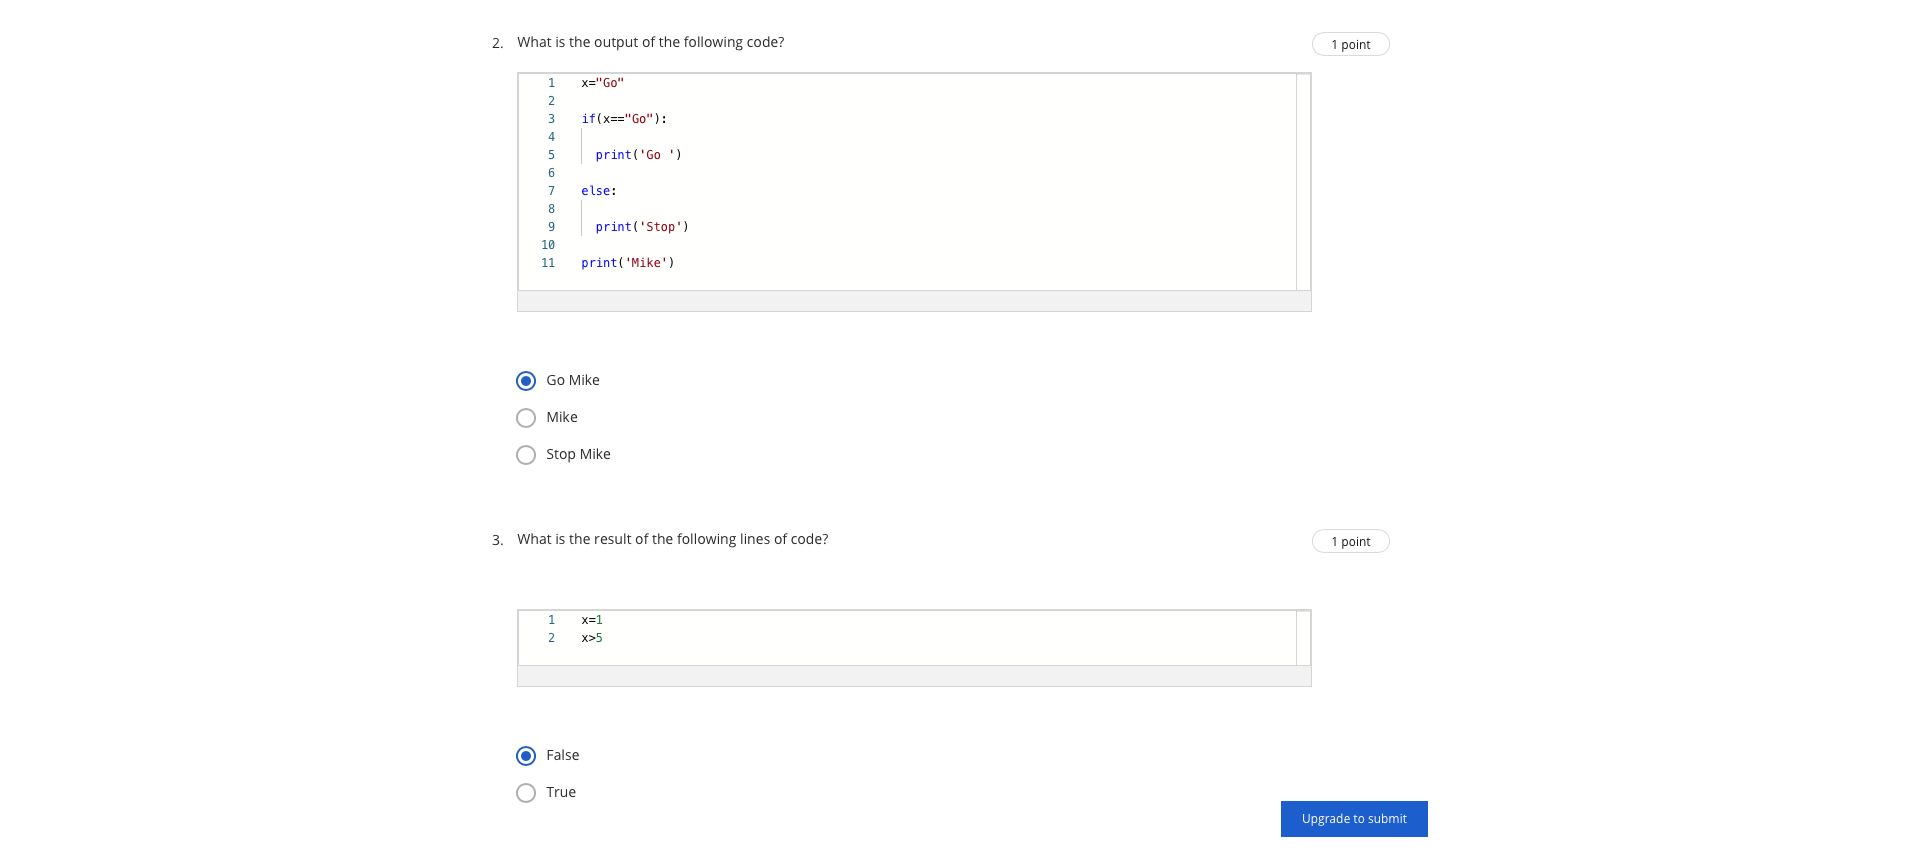 2. What is the output of the following code?
1 point
1 x="Go"
2
3 if(x=="Go"):
4
5 print('Go ')
6
7 else:
8
9 print('Stop')
10
11 print('Mike')
Go Mike
Mike
Stop Mike
3. What is the result of the following lines of code?
1 point
1 x=1
2 x>5
False
True
Upgrade to submit